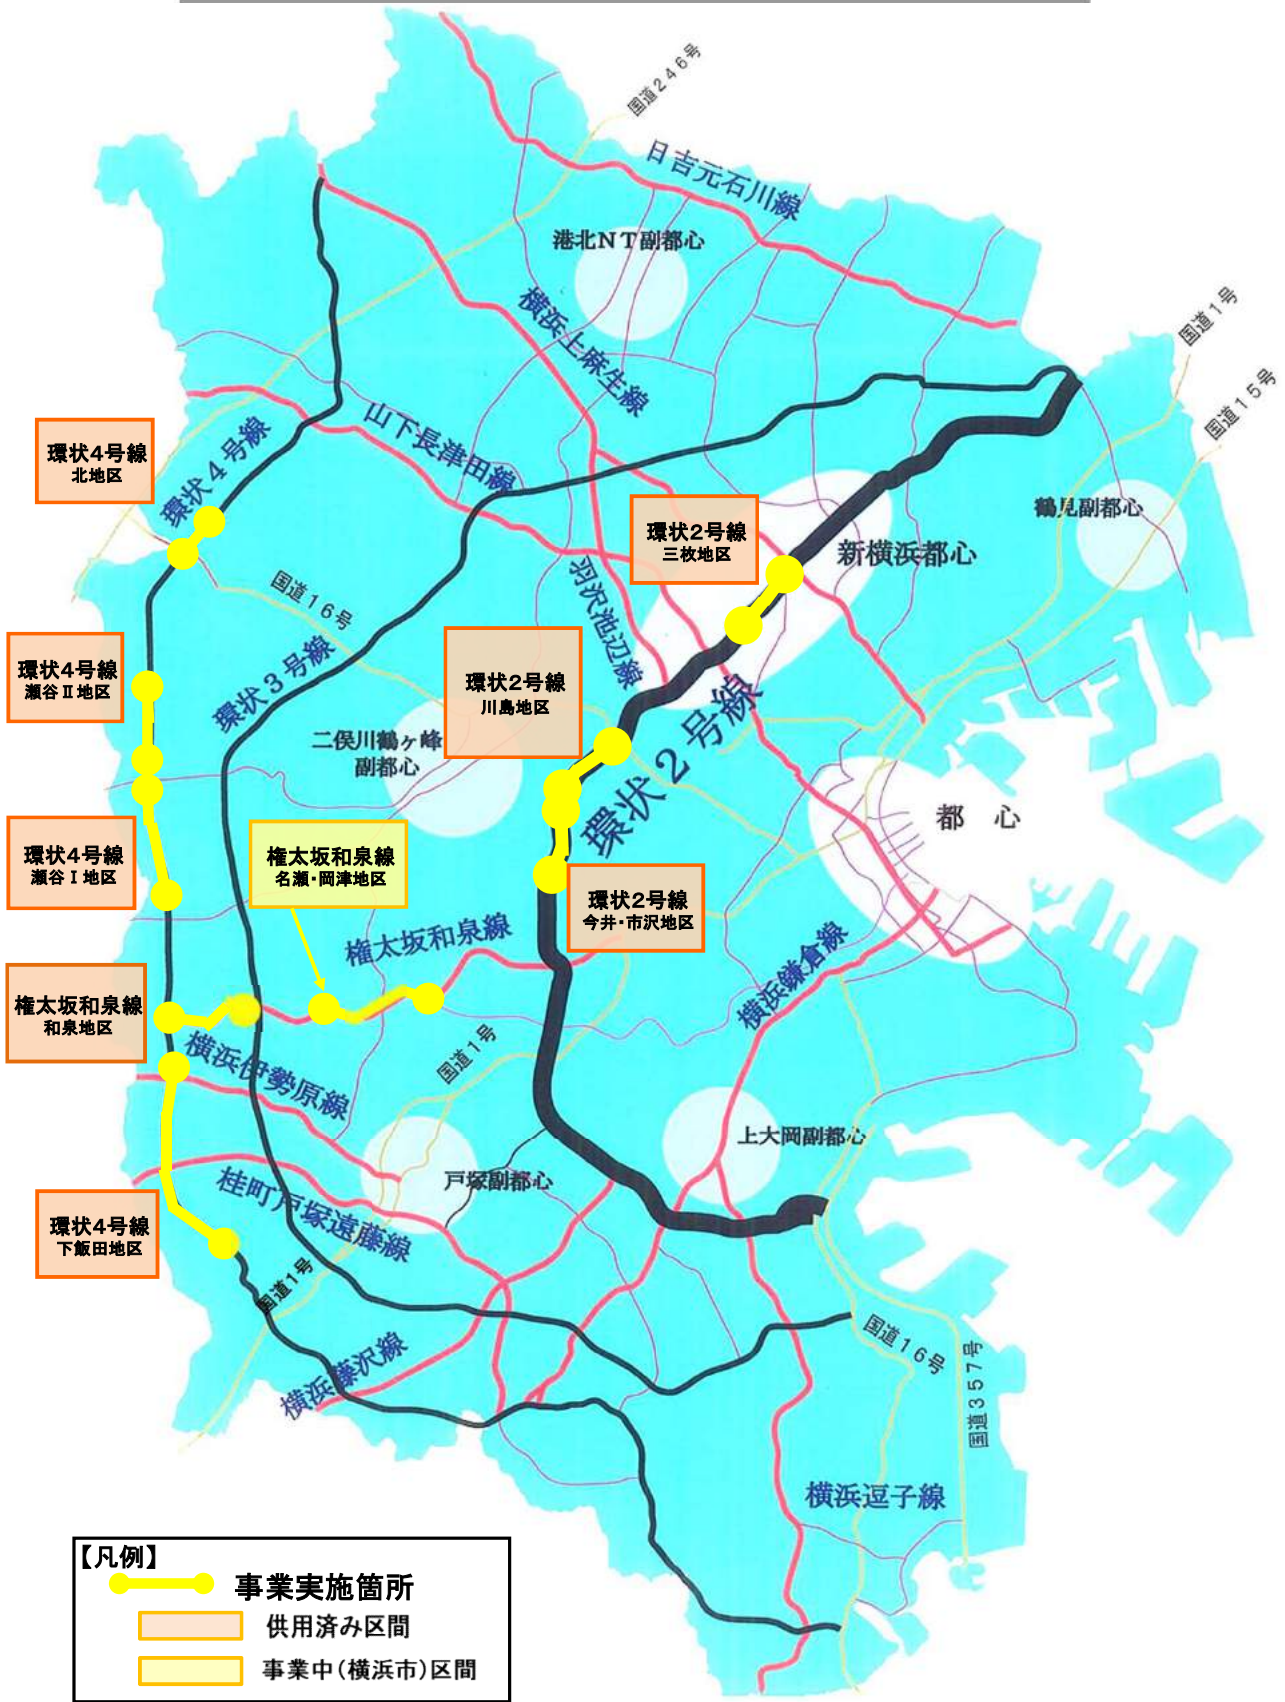 国道246号
日吉元石川線
港北NT副都心
国道1号
横浜上麻生線
国道15号
環状4号線
北地区
環状4号線
山下長津田線
鶴見副都心
環状2号線
三枚地区
新横浜都心
国道16号
羽沢池辺線
環状4号線
瀬谷Ⅱ地区
環状3号線
環状2号線
川島地区
二俣川鶴ヶ峰
副都心
環状2号線
都 心
環状4号線
瀬谷Ⅰ地区
権太坂和泉線
名瀬・岡津地区
環状2号線
今井・市沢地区
権太坂和泉線
横浜鎌倉線
権太坂和泉線
和泉地区
横浜伊勢原線
国道1号
上大岡副都心
戸塚副都心
桂町戸塚遠藤線
環状4号線
下飯田地区
国道1号
横浜藤沢線
国道16号
国道357号
横浜逗子線
【凡例】
事業実施箇所
供用済み区間
事業中(横浜市)区間